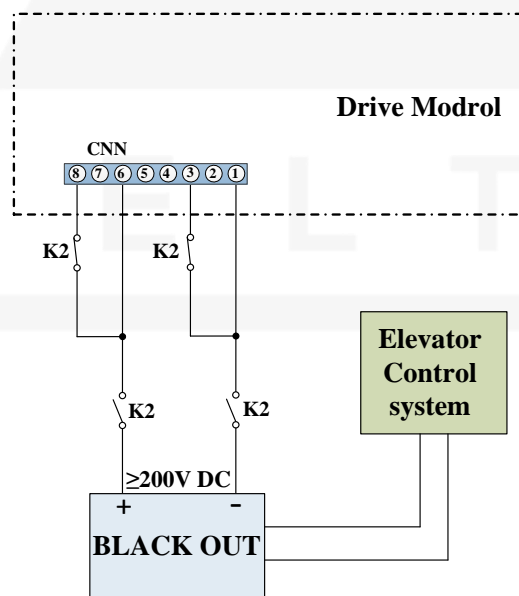 Drive Modrol
CNN
8 7 6 5 4 3 2 1
K2 K2
K2 K2
≥200V DC
+ -
BLACK OUT
Elevator
Control
system
E L T